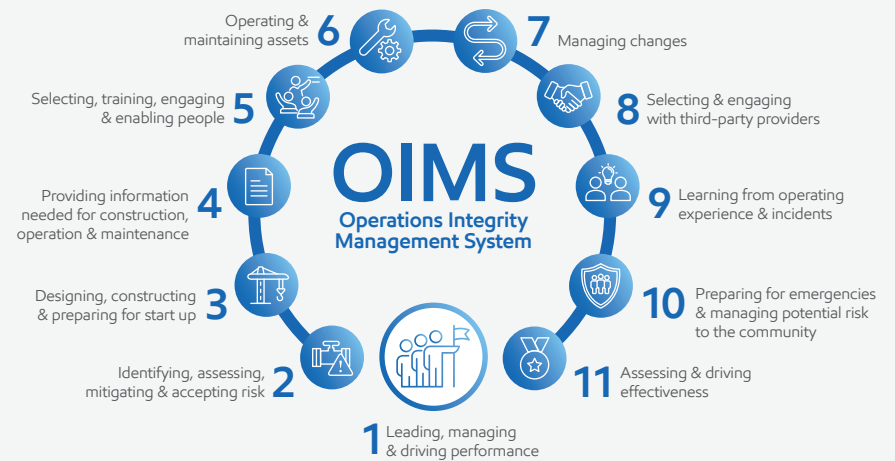 OIMS
Operations Integrity
Management System
1
Leading, managing
& driving performance
2
Identifying, assessing,
mitigating & accepting risk
3
Designing, constructing
& preparing for start up
4
Providing information
needed for construction,
operation & maintenance
5
Selecting, training, engaging
& enabling people
6
Operating &
maintaining assets
7
Managing changes
8
Selecting & engaging
with third-party providers
9
Learning from operating
experience & incidents
10
Preparing for emergencies
& managing potential risk
to the community
11
Assessing & driving
effectiveness